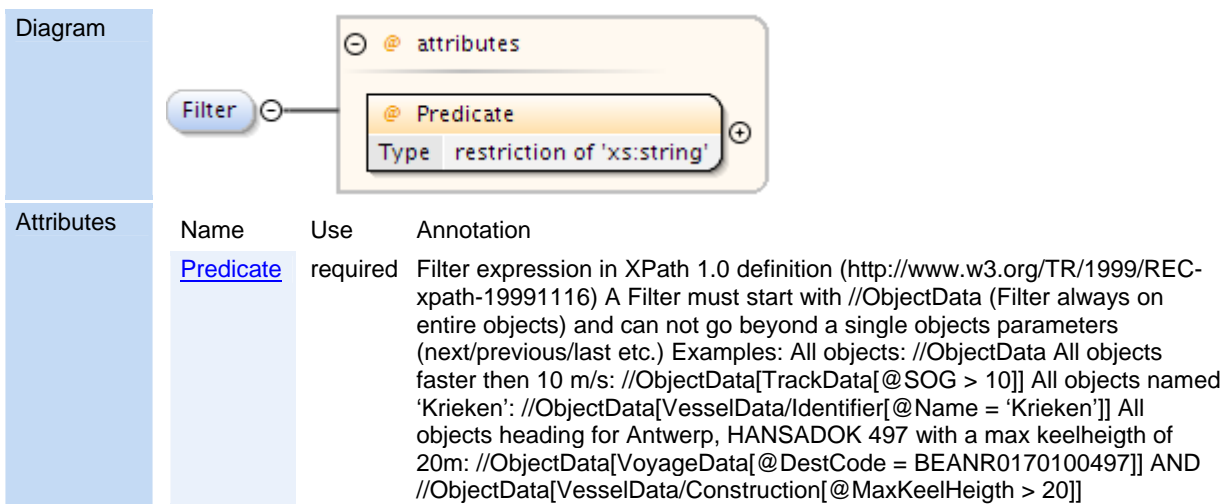 Diagram
@ attributes
Filter
@ Predicate
Type restriction of 'xs:string'
Attributes
Name Use Annotation
Predicate required Filter expression in XPath 1.0 definition (http://www.w3.org/TR/1999/REC-
xpath-19991116) A Filter must start with //ObjectData (Filter always on
entire objects) and can not go beyond a single objects parameters
(next/previous/last etc.) Examples: All objects: //ObjectData All objects
faster then 10 m/s: //ObjectData[TrackData[@SOG > 10]] All objects named
‘Krieken’: //ObjectData[VesselData/Identifier[@Name = ‘Krieken’]] All
objects heading for Antwerp, HANSADOK 497 with a max keelheigth of
20m: //ObjectData[VoyageData[@DestCode = BEANR0170100497]] AND
//ObjectData[VesselData/Construction[@MaxKeelHeigth > 20]]